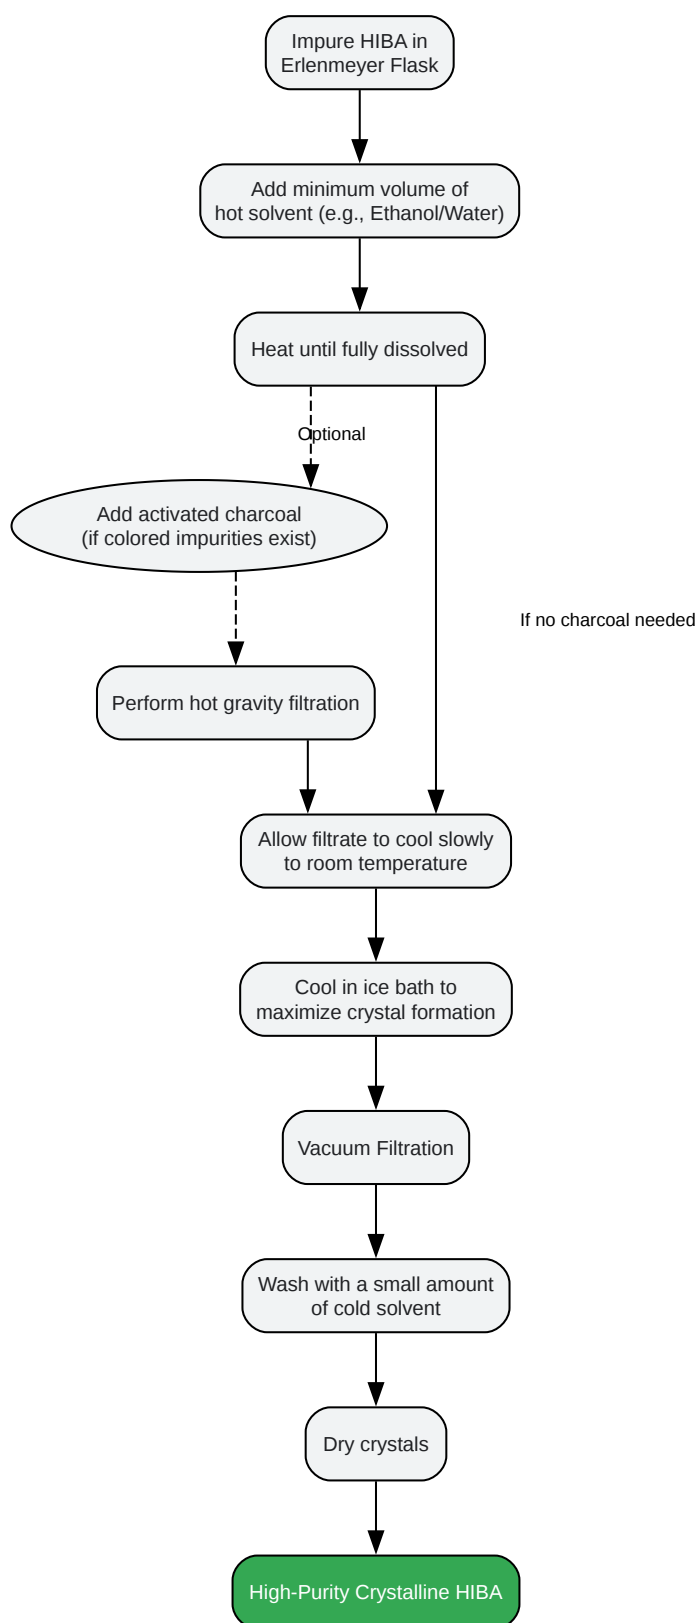 Impure HIBA in
Erlenmeyer Flask
Add minimum volume of
hot solvent (e.g., Ethanol/Water)
Heat until fully dissolved
Optional
Add activated charcoal
(if colored impurities exist)
If no charcoal needed
Perform hot gravity filtration
Allow filtrate to cool slowly
to room temperature
Cool in ice bath to
maximize crystal formation
Vacuum Filtration
Wash with a small amount
of cold solvent
Dry crystals
High-Purity Crystalline HIBA